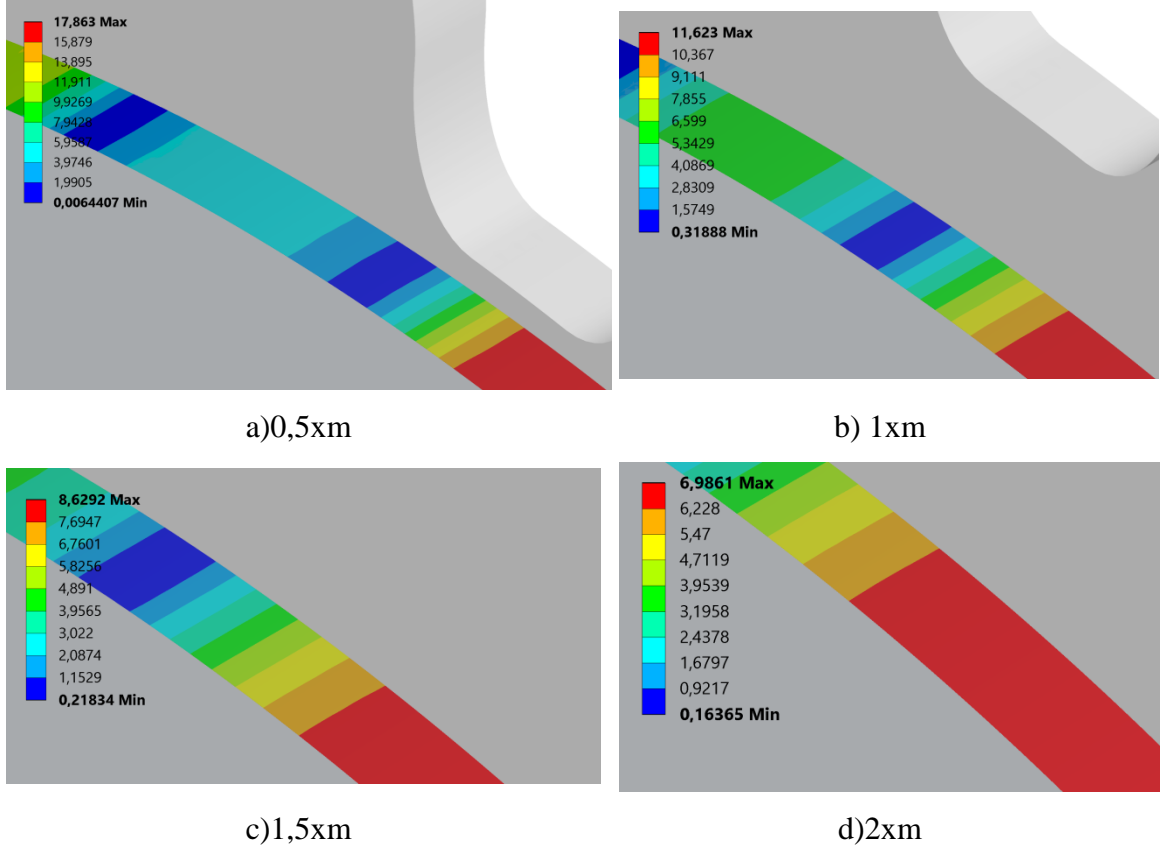 17,863 Max
15,879
13,895
11,911
9,9269
7,9428
5,9587
3,9746
1,9905
0,0064407 Min
a)0,5xm
11,623 Max
10,367
9,111
7,855
6,599
5,3429
4,0869
2,8309
1,5749
0,31888 Min
b) 1xm
8,6292 Max
7,6947
6,7601
5,8256
4,891
3,9565
3,022
2,0874
1,1529
0,21834 Min
c)1,5xm
6,9861 Max
6,228
5,47
4,7119
3,9539
3,1958
2,4378
1,6797
0,9217
0,16365 Min
d)2xm